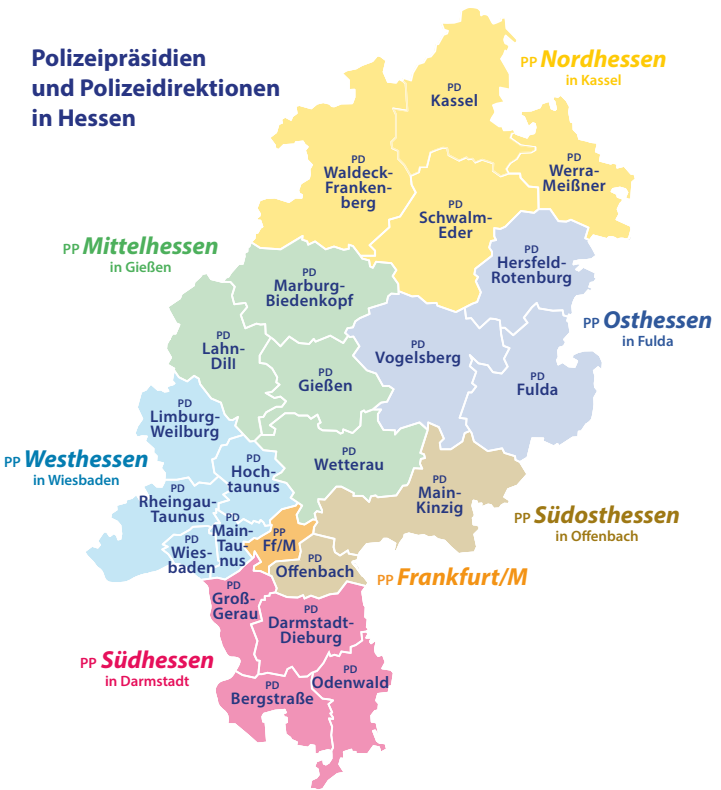 Polizeipräsidien
und Polizeidirektionen
in Hessen
PP Nordhessen
in Kassel
PD
Kassel
PD
Waldeck-
Franken-
berg
PD
Werra-
Meißner
PD
Schwalm-
Eder
PP Mittelhessen
in Gießen
PD
Hersfeld-
Rotenburg
PD
Marburg-
Biedenkopf
PP Osthessen
in Fulda
PD
Lahn-
Dill
PD
Vogelsberg
PD
Gießen
PD
Fulda
PD
Limburg-
Weilburg
PP Westhessen
in Wiesbaden
PD
Hoch-
taunus
PD
Wetterau
PD
Main-
Kinzig
PD
Rheingau-
Taunus
PP Südosthessen
in Offenbach
PD
Main-
Tau-
nus
PP
Ff/M
PD
Wies-
baden
PD
Offenbach
PP Frankfurt/M
PD
Groß-
Gerau
PD
Darmstadt-
Dieburg
PP Südhessen
in Darmstadt
PD
Odenwald
PD
Bergstraße